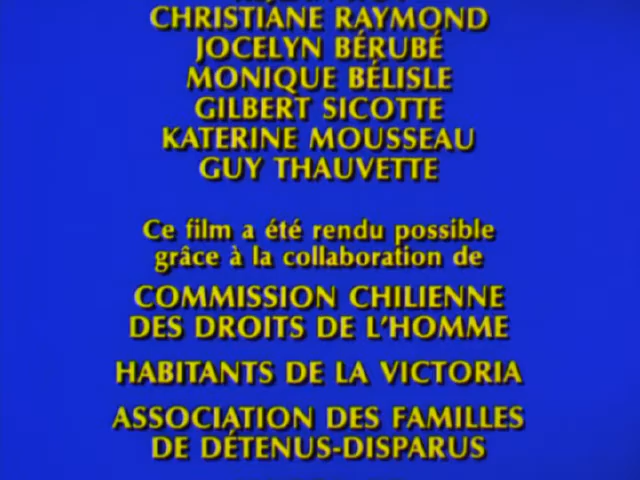 CHRISTIANE RAYMOND
JOCELYN BÉRUBÉ
MONIQUE BÉLISLE
GILBERT SICOTTE
KATERINE MOUSSEAU
GUY THAUVETTE
Ce film a été rendu possible
grâce à la collaboration de
COMMISSION CHILIENNE
DES DROITS DE L'HOMME
HABITANTS DE LA VICTORIA
ASSOCIATION DES FAMILLES
DE DÉTENUS-DISPARUS